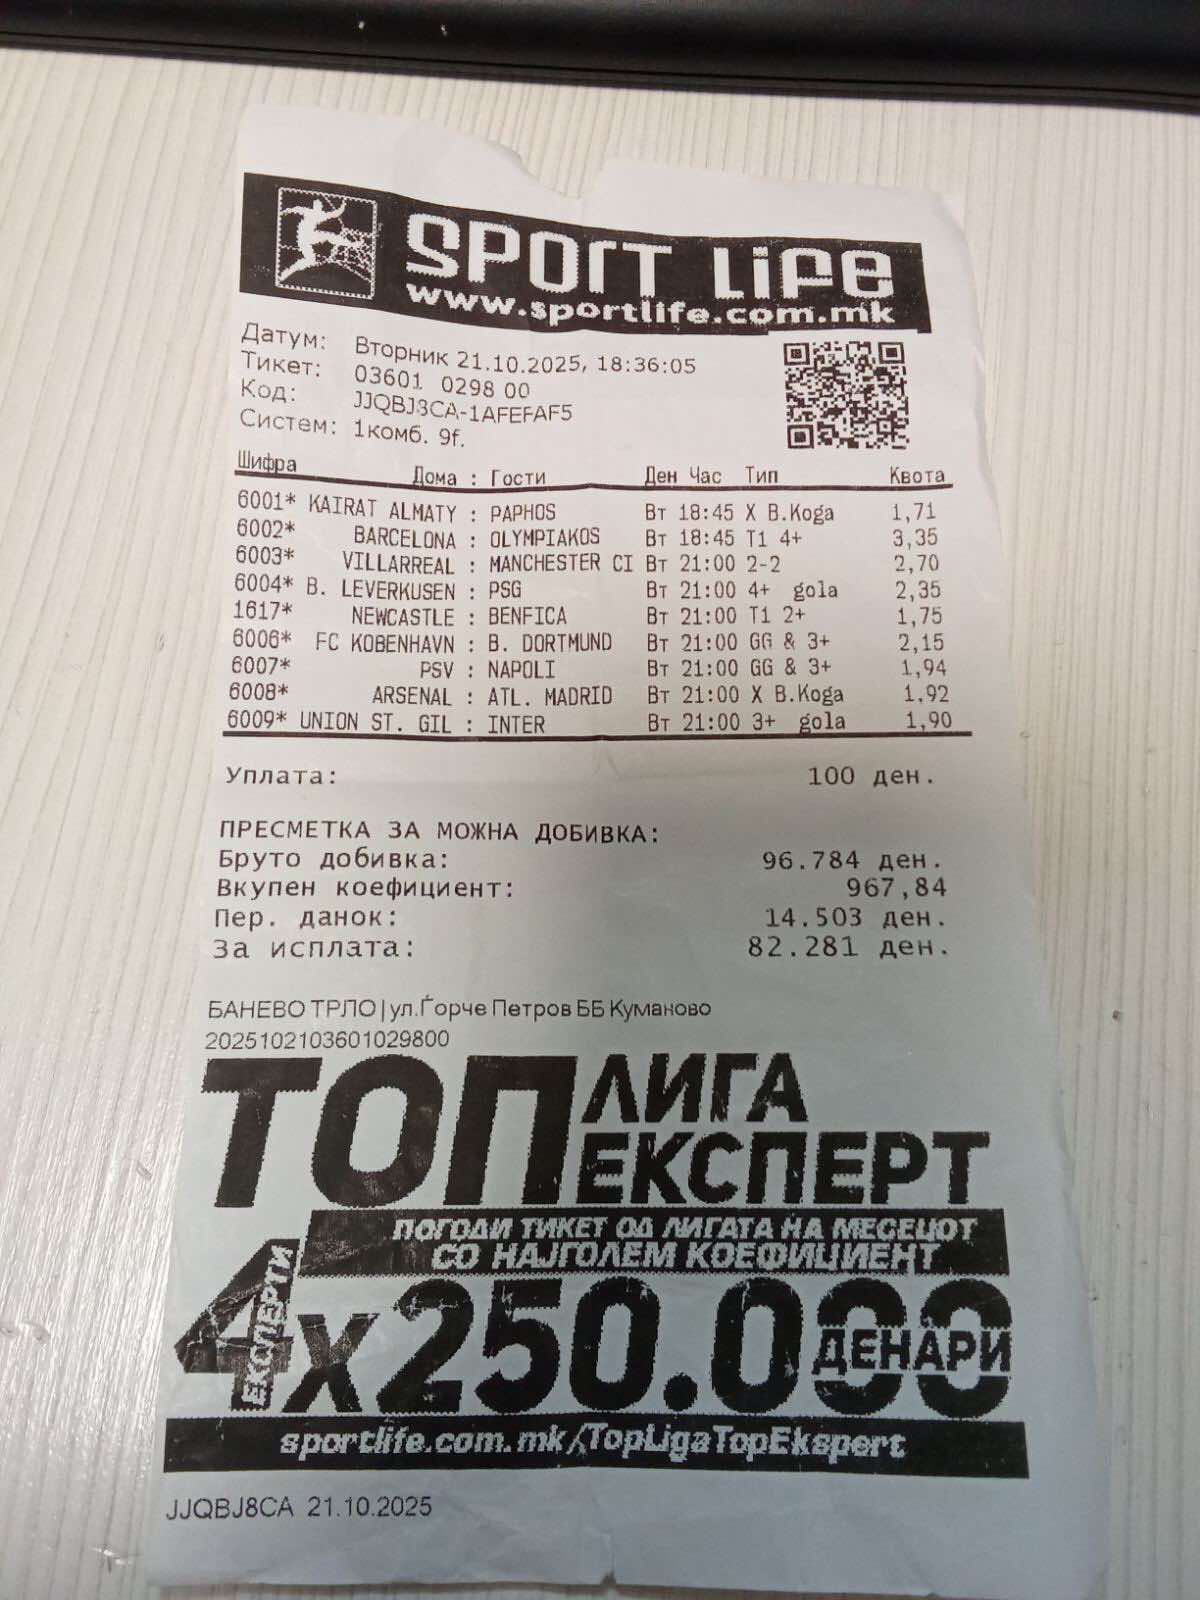 SPORT LIFE
www.sportlife.com.mk
Датум: Вторник 21.10.2025, 18:36:05
Тикет: 03601 0298 00
Код: JJQBJ8CA-1AFEFAF5
Систем: 1комб. 9f.
Шифра Дома : Гости Ден Час Тип Квота
6001* KAIRAT ALMATY : PAPHOS Вт 18:45 X B.Koga 1,71
6002* BARCELONA : OLYMPIAKOS Вт 18:45 T1 4+ 3,35
6003* VILLARREAL : MANCHESTER CI Вт 21:00 2-2 2,70
6004* B. LEVERKUSEN : PSG Вт 21:00 4+ gola 2,35
1617* NEWCASTLE : BENFICA Вт 21:00 T1 2+ 1,75
6006* FC KOBENHAVN : B. DORTMUND Вт 21:00 GG & 3+ 2,15
6007* PSV : NAPOLI Вт 21:00 GG & 3+ 1,94
6008* ARSENAL : ATL. MADRID Вт 21:00 X B.Koga 1,92
6009* UNION ST. GIL : INTER Вт 21:00 3+ gola 1,90
Уплата: 100 ден.
ПРЕСМЕТКА ЗА МОЖНА ДОБИВКА:
Бруто добивка: 96.784 ден.
Вкупен коефициент: 967,84
Пер. данок: 14.503 ден.
За исплата: 82.281 ден.
БАНЕВО ТРЛО|ул.Ѓорче Петров ББ Куманово
2025102103601029800
ТОП ЛИГА
ЕКСПЕРТ
ПОГОДИ ТИКЕТ ОД ЛИГАТА НА МЕСЕЦОТ
СО НАЈГОЛЕМ КОЕФИЦИЕНТ
4 ЕКСПЕРТИ x 250.000 ДЕНАРИ
sportlife.com.mk/TopLigaTopEkspert
JJQBJ8CA 21.10.2025